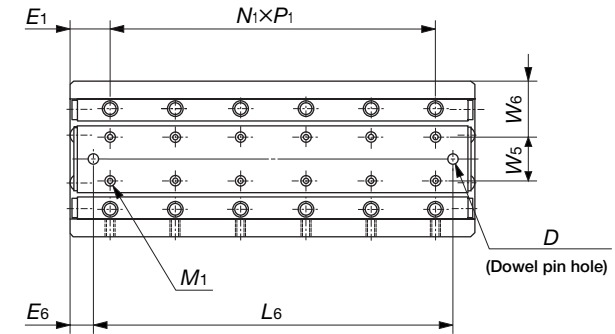 E₁
N₁×P₁
W₆
W₅
D
(Dowel pin hole)
M₁
E₆
L₆